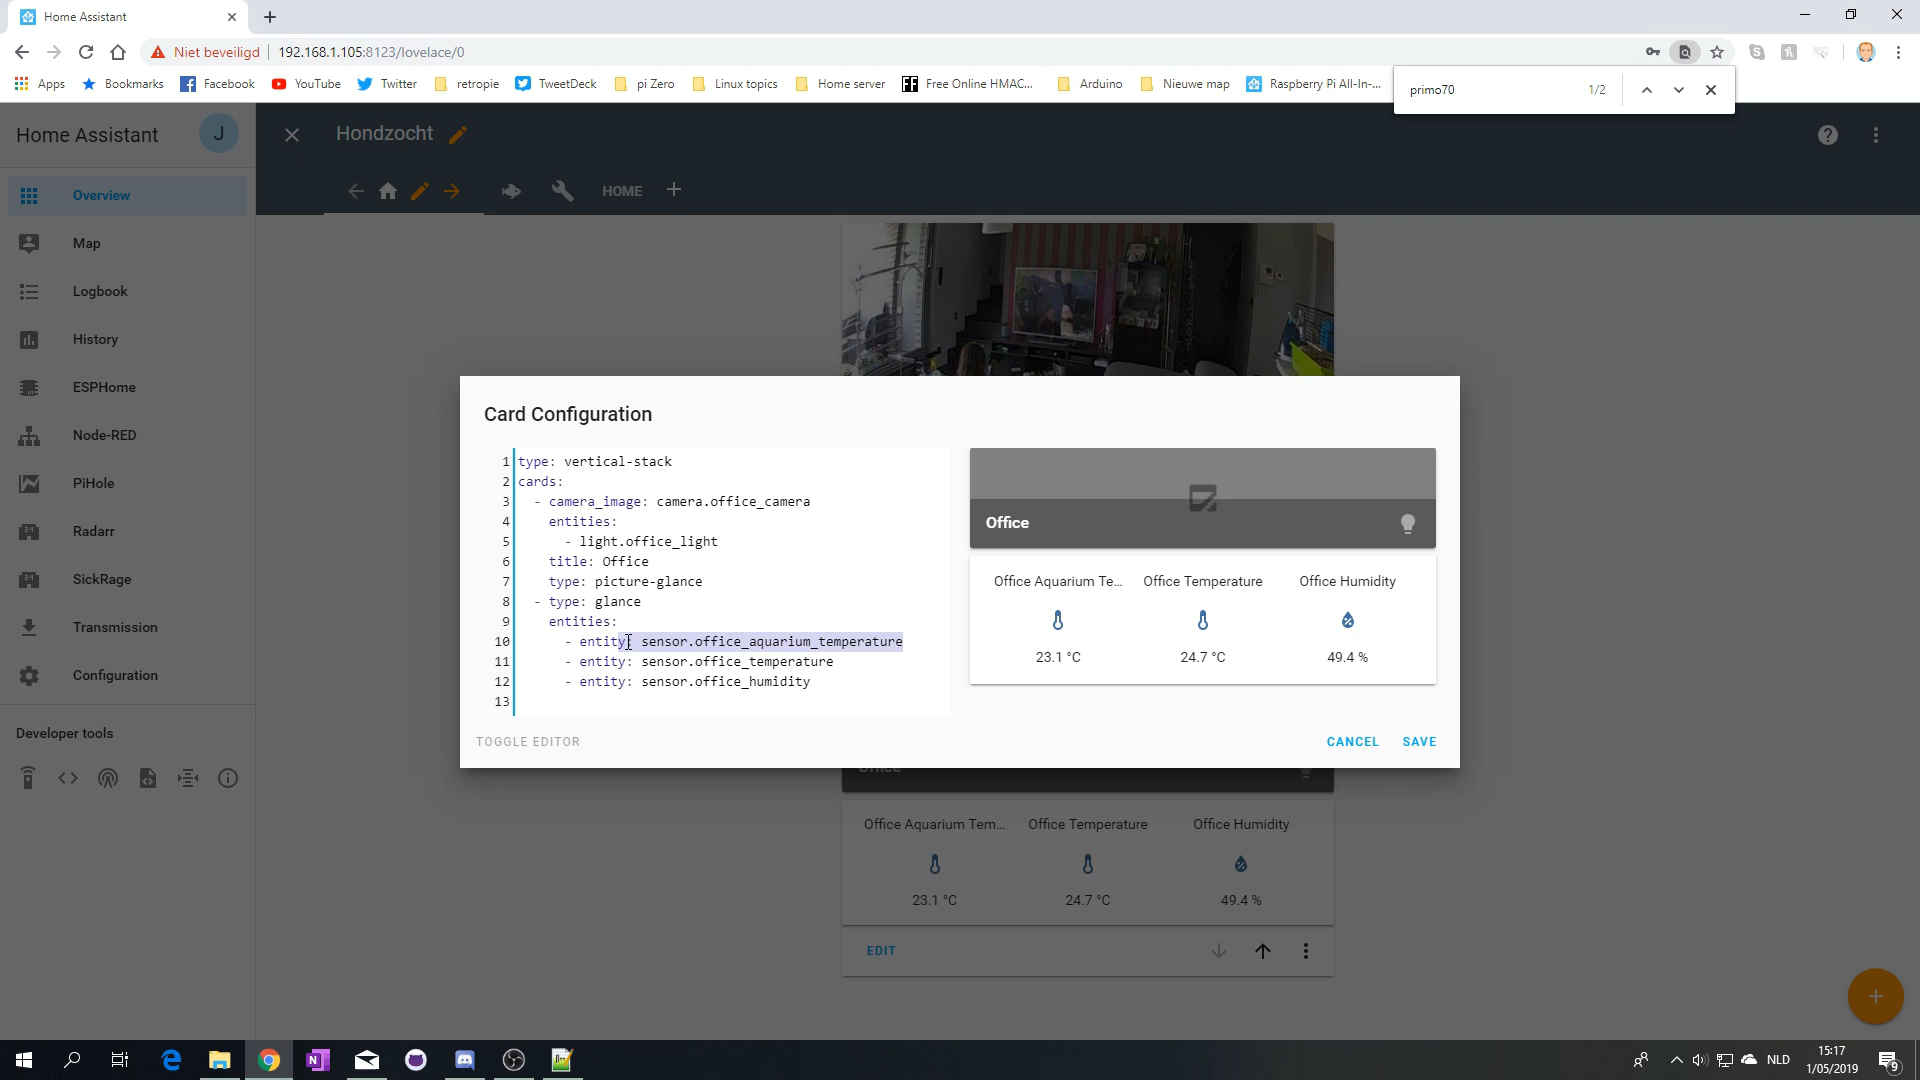 Home Assistant
Niet beveiligd 192.168.1.105:8123/lovelace/0
Apps Bookmarks Facebook YouTube Twitter retropie TweetDeck pi Zero Linux topics Home server Free Online HMAC... Arduino Nieuwe map Raspberry Pi All-In-...
primo70 1/2
Home Assistant J
Hondzocht
HOME
Overview
Map
Logbook
History
ESPHome
Node-RED
PiHole
Radarr
SickRage
Transmission
Configuration
Developer tools
Card Configuration
1 type: vertical-stack
2 cards:
3 - camera_image: camera.office_camera
4 entities:
5 - light.office_light
6 title: Office
7 type: picture-glance
8 - type: glance
9 entities:
10 - entity: sensor.office_aquarium_temperature
11 - entity: sensor.office_temperature
12 - entity: sensor.office_humidity
13
Office
Office Aquarium Te... Office Temperature Office Humidity
23.1 °C 24.7 °C 49.4 %
TOGGLE EDITOR CANCEL SAVE
Office
Office Aquarium Tem... Office Temperature Office Humidity
23.1 °C 24.7 °C 49.4 %
EDIT
NLD
15:17
1/05/2019
9